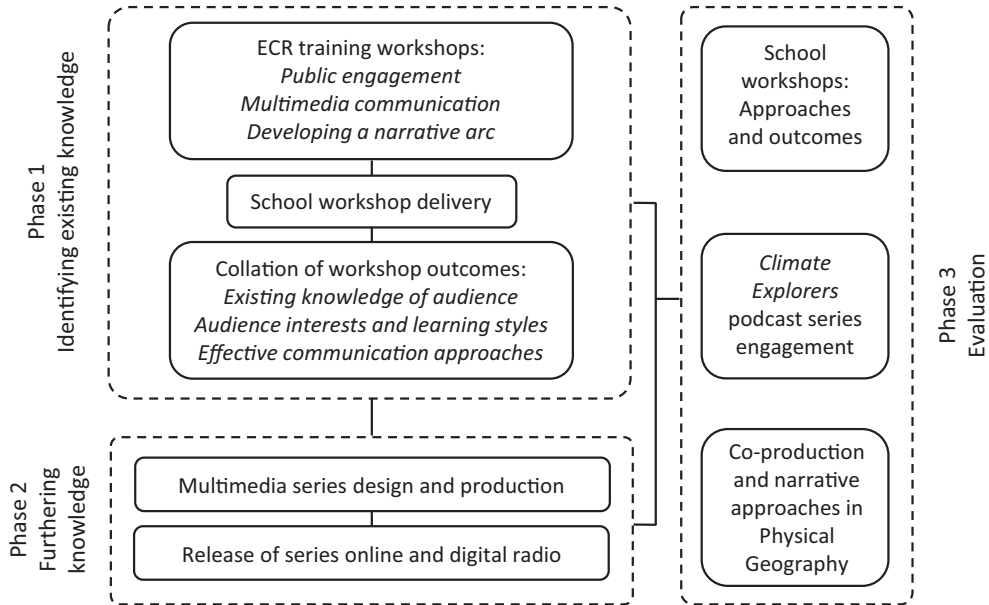 Phase 1
Identifying existing knowledge
ECR training workshops:
Public engagement
Multimedia communication
Developing a narrative arc
School workshop delivery
Collation of workshop outcomes:
Existing knowledge of audience
Audience interests and learning styles
Effective communication approaches
Phase 2
Furthering
knowledge
Multimedia series design and production
Release of series online and digital radio
School
workshops:
Approaches
and outcomes
Climate
Explorers
podcast series
engagement
Co-production
and narrative
approaches in
Physical
Geography
Phase 3
Evaluation